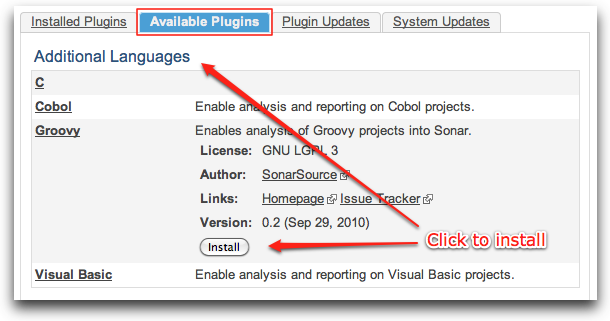 Installed Plugins Available Plugins Plugin Updates System Updates
Additional Languages
C
Cobol Enable analysis and reporting on Cobol projects.
Groovy Enables analysis of Groovy projects into Sonar.
License: GNU LGPL 3
Author: SonarSource
Links: Homepage Issue Tracker
Version: 0.2 (Sep 29, 2010)
Click to install
Install
Visual Basic Enable analysis and reporting on Visual Basic projects.